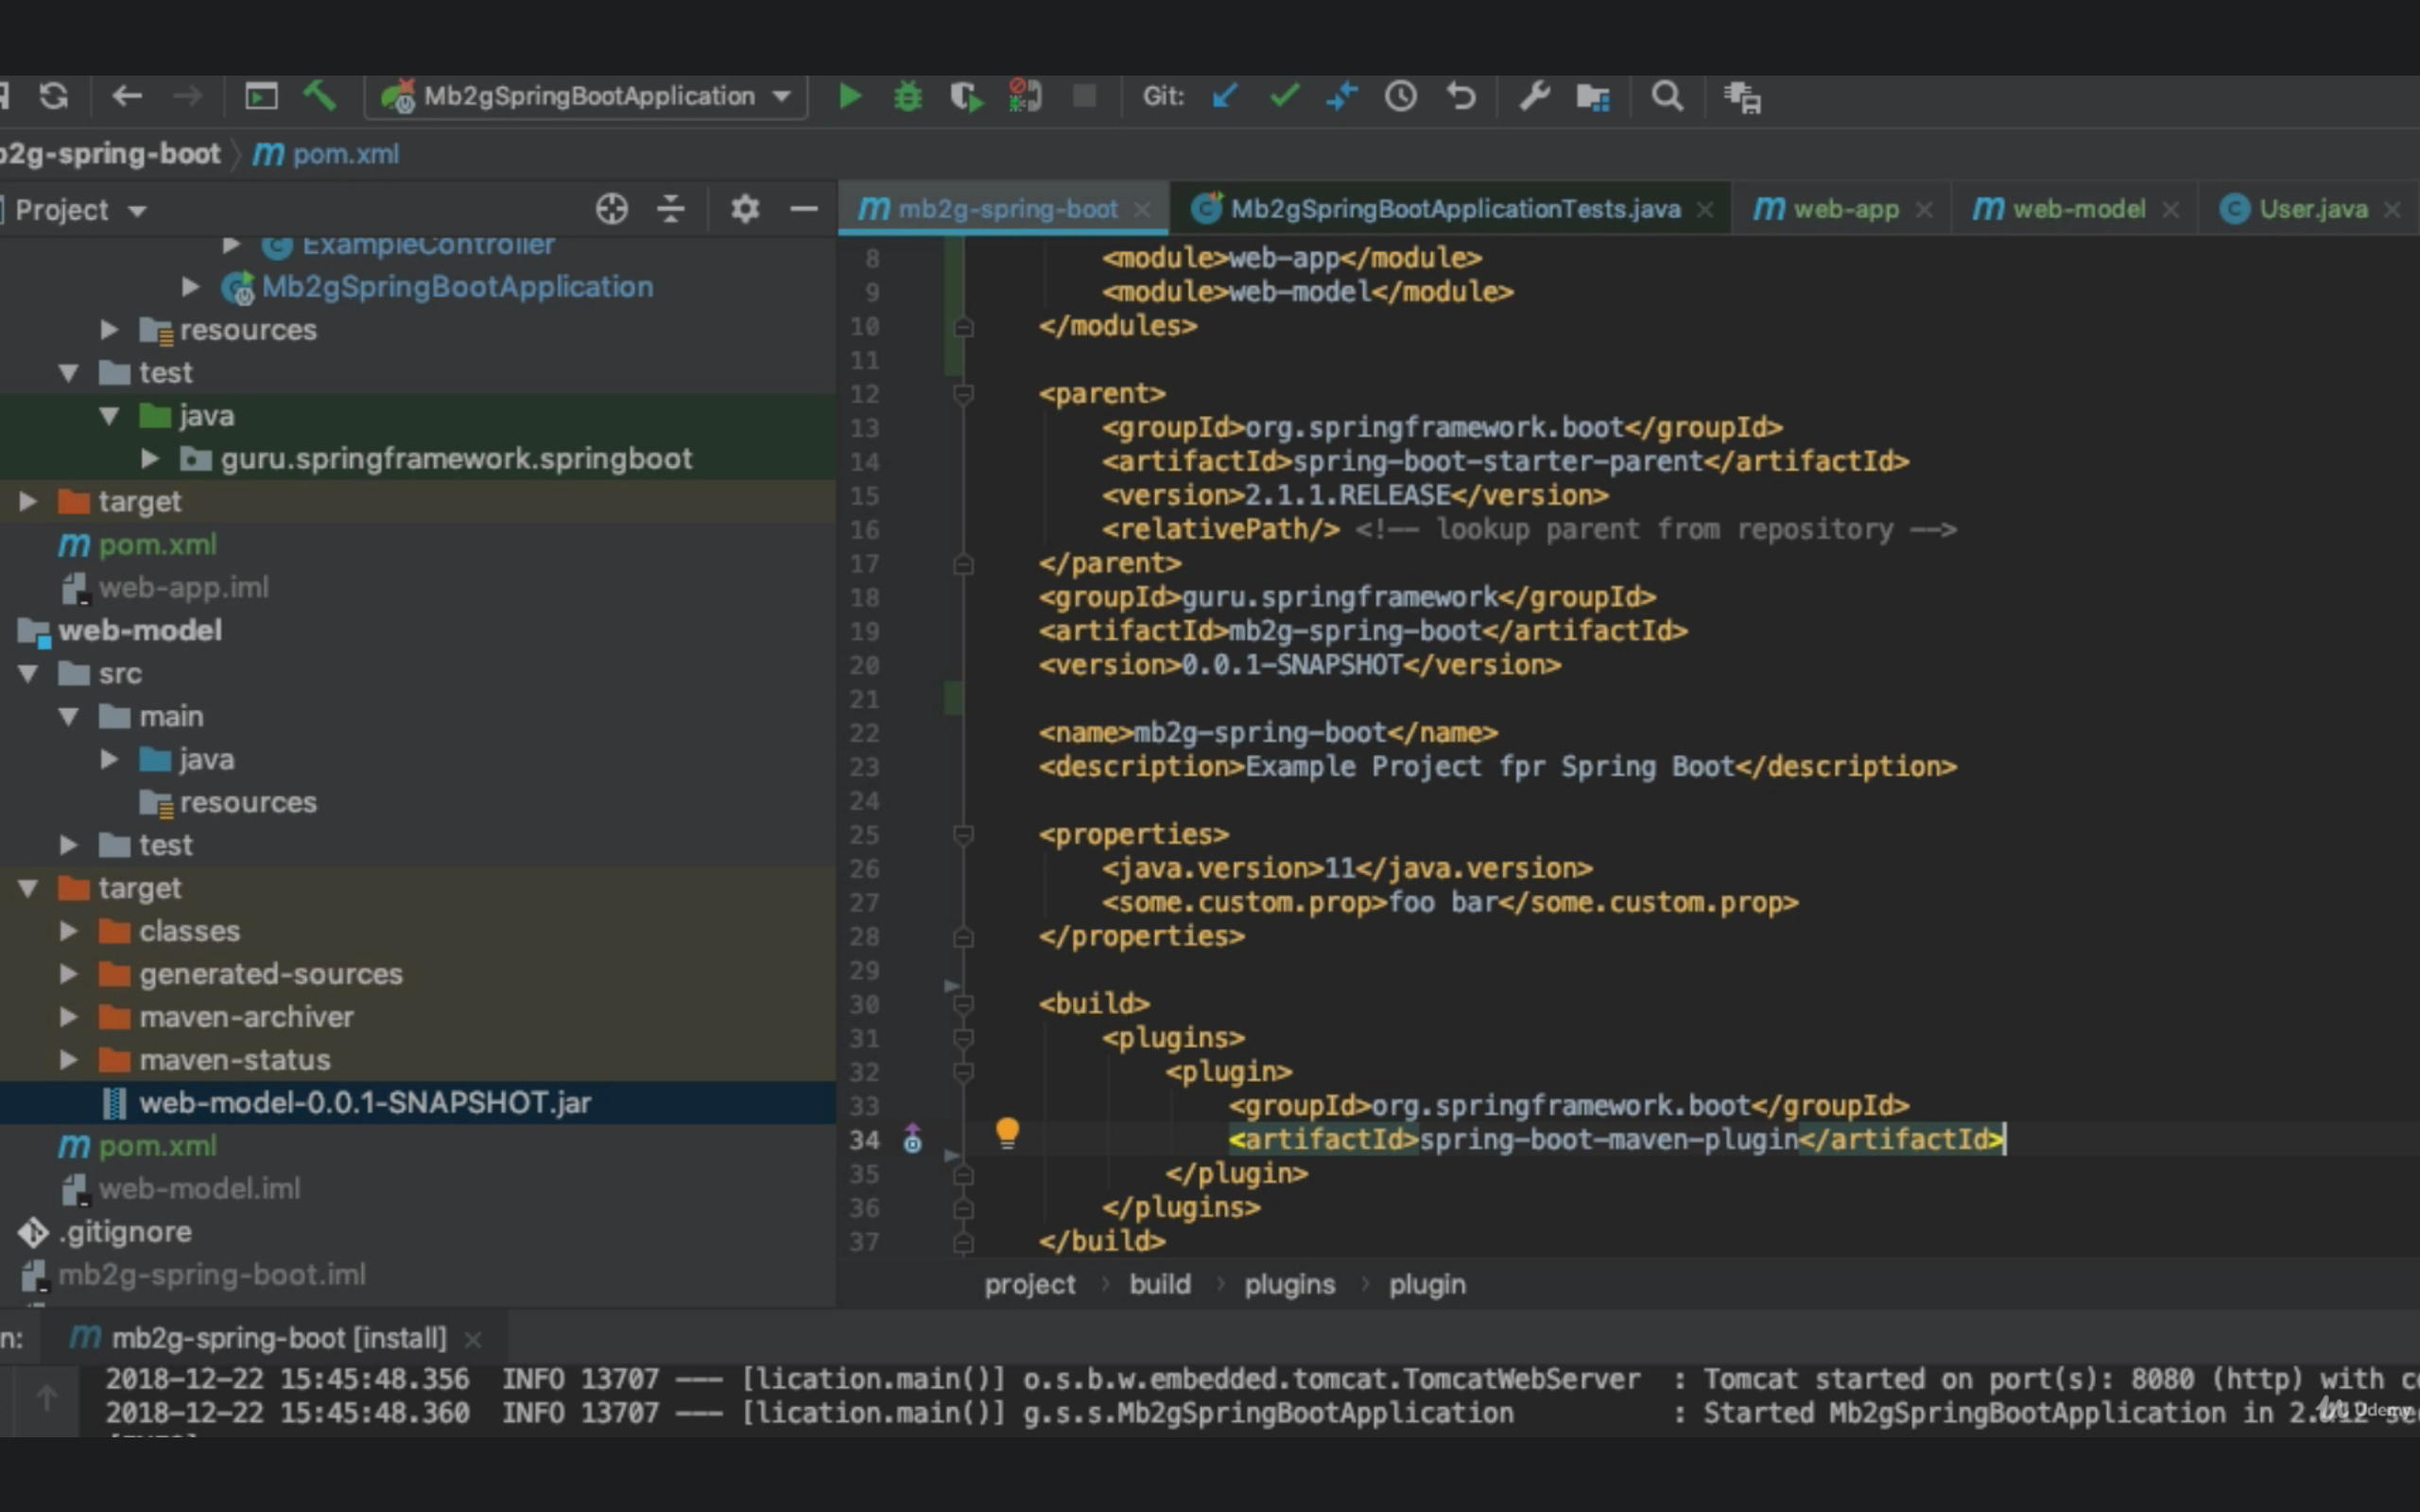 Mb2gSpringBootApplication Git:
b2g-spring-boot pom.xml
Project
mb2g-spring-boot Mb2gSpringBootApplicationTests.java web-app web-model User.java
ExampleController
Mb2gSpringBootApplication
resources
test
java
guru.springframework.springboot
target
pom.xml
web-app.iml
web-model
src
main
java
resources
test
target
classes
generated-sources
maven-archiver
maven-status
web-model-0.0.1-SNAPSHOT.jar
pom.xml
web-model.iml
.gitignore
mb2g-spring-boot.iml
8 <module>web-app</module>
9 <module>web-model</module>
10 </modules>
11
12 <parent>
13 <groupId>org.springframework.boot</groupId>
14 <artifactId>spring-boot-starter-parent</artifactId>
15 <version>2.1.1.RELEASE</version>
16 <relativePath/> <!-- lookup parent from repository -->
17 </parent>
18 <groupId>guru.springframework</groupId>
19 <artifactId>mb2g-spring-boot</artifactId>
20 <version>0.0.1-SNAPSHOT</version>
21
22 <name>mb2g-spring-boot</name>
23 <description>Example Project fpr Spring Boot</description>
24
25 <properties>
26 <java.version>11</java.version>
27 <some.custom.prop>foo bar</some.custom.prop>
28 </properties>
29
30 <build>
31 <plugins>
32 <plugin>
33 <groupId>org.springframework.boot</groupId>
34 <artifactId>spring-boot-maven-plugin</artifactId>
35 </plugin>
36 </plugins>
37 </build>
project build plugins plugin
n: mb2g-spring-boot [install]
2018-12-22 15:45:48.356 INFO 13707 --- [lication.main()] o.s.b.w.embedded.tomcat.TomcatWebServer : Tomcat started on port(s): 8080 (http) with
2018-12-22 15:45:48.360 INFO 13707 --- [lication.main()] g.s.s.Mb2gSpringBootApplication : Started Mb2gSpringBootApplication in
Udemy